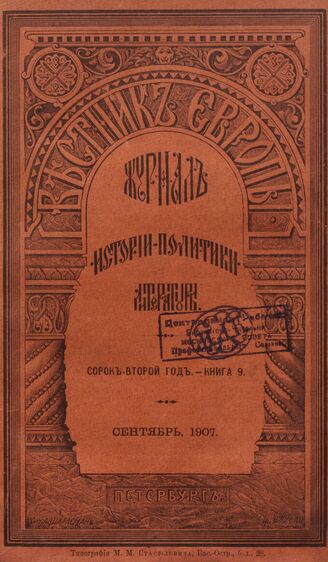 ВѢСТНИКЪ ЕВРОПЫ
ЖУРНАЛЪ
ИСТОРІИ-ПОЛИТИКИ
ЛИТЕРАТУРЫ.
СОРОКЪ-ВТОРОЙ ГОДЪ.—КНИГА 9.
СЕНТЯБРЬ, 1907.
ПЕТЕРБУРГЪ
Типографія М. М. Стасюлевича, Вас.-Остр., 5 л., 28.